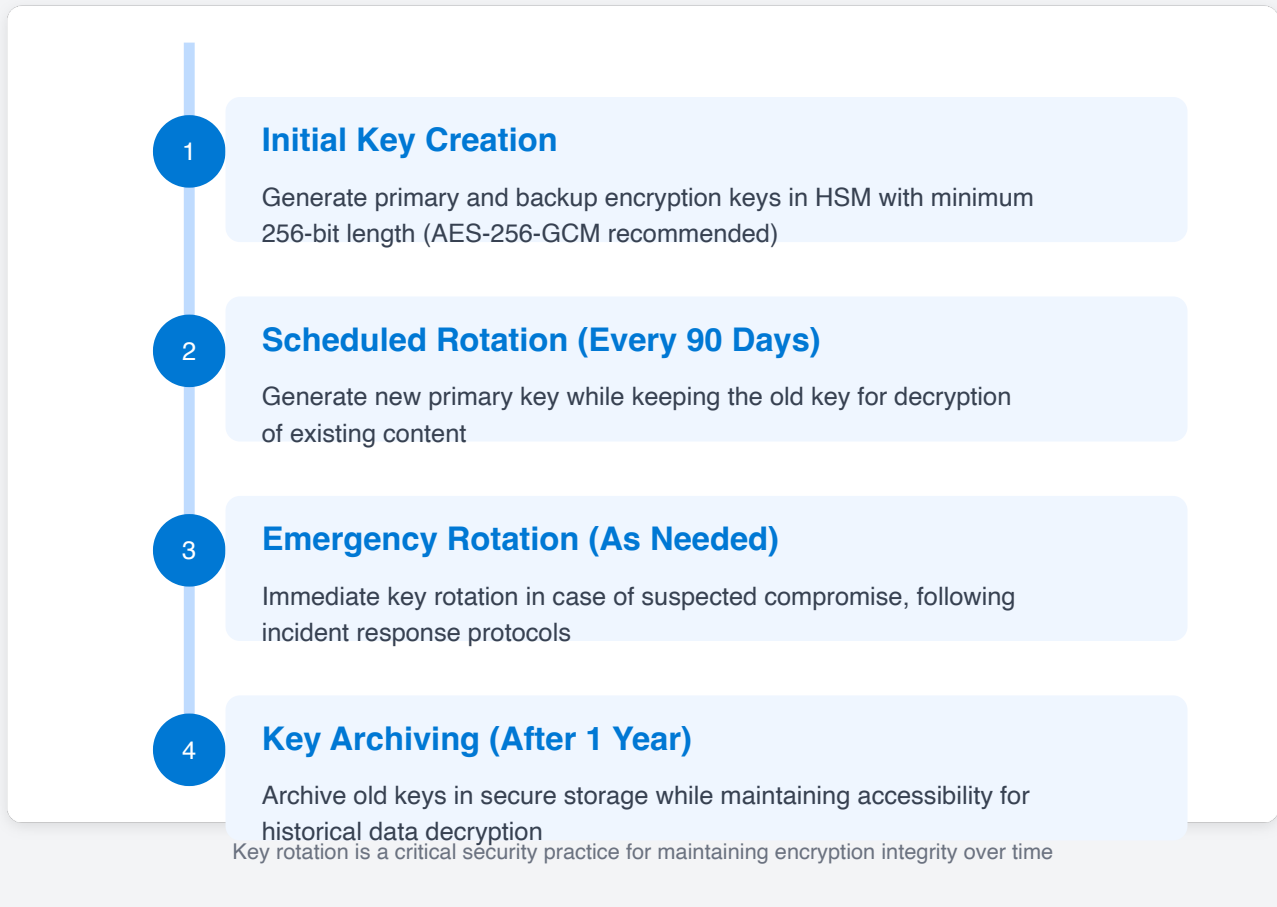 1
Initial Key Creation
Generate primary and backup encryption keys in HSM with minimum
256-bit length (AES-256-GCM recommended)
2
Scheduled Rotation (Every 90 Days)
Generate new primary key while keeping the old key for decryption
of existing content
3
Emergency Rotation (As Needed)
Immediate key rotation in case of suspected compromise, following
incident response protocols
4
Key Archiving (After 1 Year)
Archive old keys in secure storage while maintaining accessibility for
historical data decryption
Key rotation is a critical security practice for maintaining encryption integrity over time